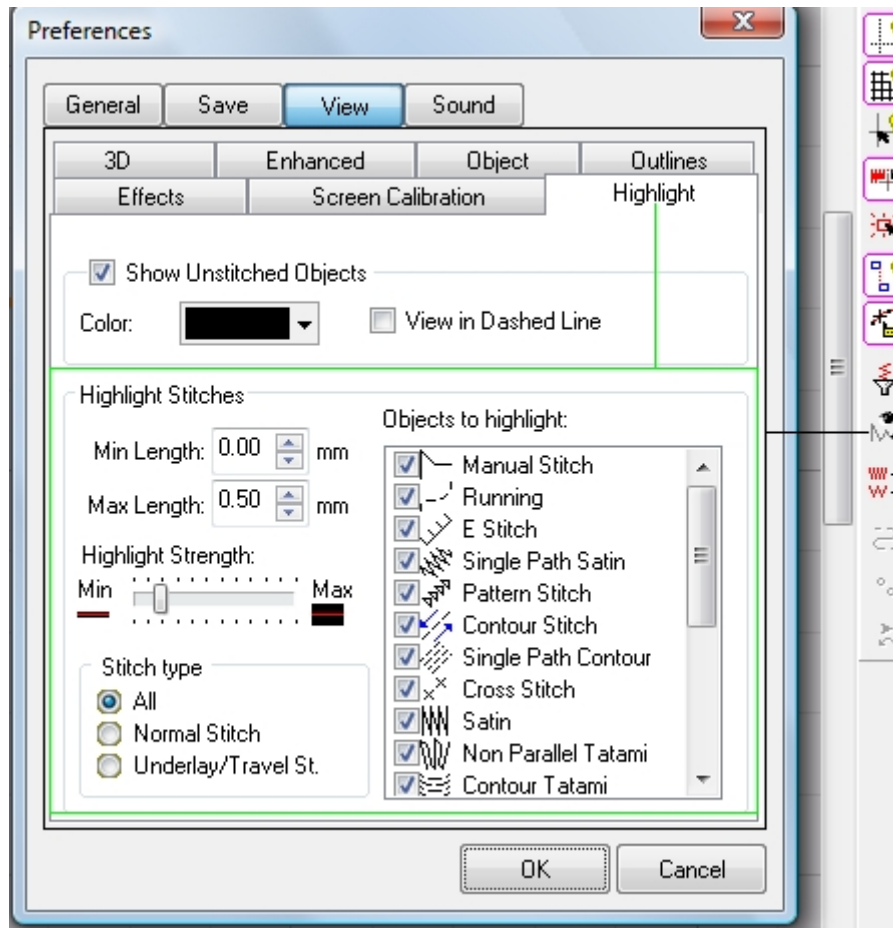 Preferences
General Save View Sound
3D Enhanced Object Outlines
Effects Screen Calibration Highlight
Show Unstitched Objects
Color: View in Dashed Line
Highlight Stitches
Min Length: 0.00 mm
Max Length: 0.50 mm
Highlight Strength:
Min Max
Stitch type
All
Normal Stitch
Underlay/Travel St.
Objects to highlight:
Manual Stitch
Running
E Stitch
Single Path Satin
Pattern Stitch
Contour Stitch
Single Path Contour
Cross Stitch
Satin
Non Parallel Tatami
Contour Tatami
OK Cancel